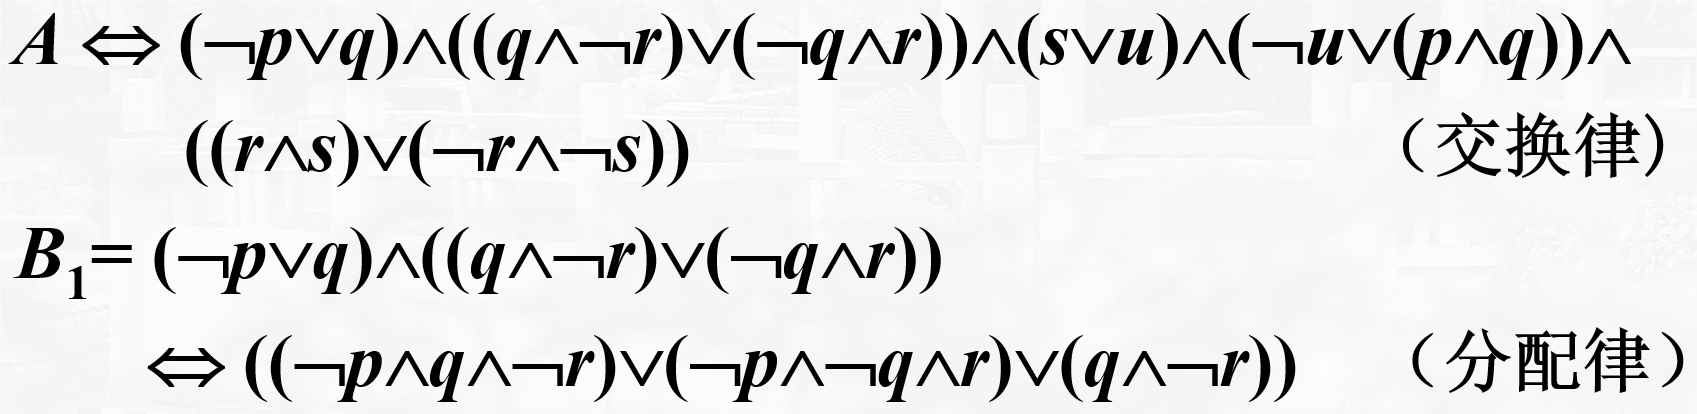 A⇔(¬p∨q)∧((q∧¬r)∨(¬q∧r))∧(s∨u)∧(¬u∨(p∧q))∧
((r∧s)∨(¬r∧¬s)) （交换律)
B₁= (¬p∨q)∧((q∧¬r)∨(¬q∧r))
⇔((¬p∧q∧¬r)∨(¬p∧¬q∧r)∨(q∧¬r)) （分配律）